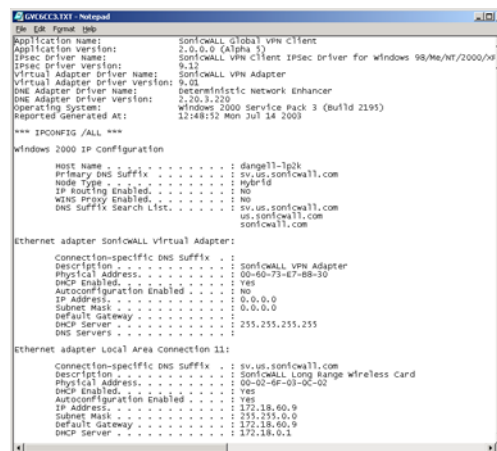 GVC6CC3.TXT - Notepad
File Edit Format Help
Application Name: SonicWALL Global VPN Client
Application Version: 2.0.0.0 (Alpha 5)
IPsec Driver Name: SonicWALL VPN Client IPSec Driver for Windows 98/Me/NT/2000/XP
IPsec Driver Version: 9.12
Virtual Adapter Driver Name: SonicWALL VPN Adapter
Virtual Adapter Driver Version: 9.01
DNE Adapter Driver Name: Deterministic Network Enhancer
DNE Adapter Driver Version: 2.20.3.220
Operating System: Windows 2000 Service Pack 3 (Build 2195)
Reported Generated At: 12:48:52 Mon Jul 14 2003
*** IPCONFIG /ALL ***
Windows 2000 IP Configuration
Host Name . . . . . . . . . . . . : dangell-lp2k
Primary DNS Suffix . . . . . . . : sv.us.sonicwall.com
Node Type . . . . . . . . . . . . : Hybrid
IP Routing Enabled. . . . . . . . : No
WINS Proxy Enabled. . . . . . . . : No
DNS Suffix Search List. . . . . . : sv.us.sonicwall.com
us.sonicwall.com
sonicwall.com
Ethernet adapter SonicWALL Virtual Adapter:
Connection-specific DNS Suffix . :
Description . . . . . . . . . . . : SonicWALL VPN Adapter
Physical Address. . . . . . . . . : 00-60-73-E7-88-30
DHCP Enabled. . . . . . . . . . . : Yes
Autoconfiguration Enabled . . . . : No
IP Address. . . . . . . . . . . . : 0.0.0.0
Subnet Mask . . . . . . . . . . . : 0.0.0.0
Default Gateway . . . . . . . . . :
DHCP Server . . . . . . . . . . . : 255.255.255.255
DNS Servers . . . . . . . . . . . :
Ethernet adapter Local Area Connection 11:
Connection-specific DNS Suffix . : sv.us.sonicwall.com
Description . . . . . . . . . . . : SonicWALL Long Range Wireless Card
Physical Address. . . . . . . . . : 00-02-6F-03-0C-02
DHCP Enabled. . . . . . . . . . . : Yes
Autoconfiguration Enabled . . . . : Yes
IP Address. . . . . . . . . . . . : 172.18.60.9
Subnet Mask . . . . . . . . . . . : 255.255.0.0
Default Gateway . . . . . . . . . : 172.18.60.9
DHCP Server . . . . . . . . . . . : 172.18.0.1